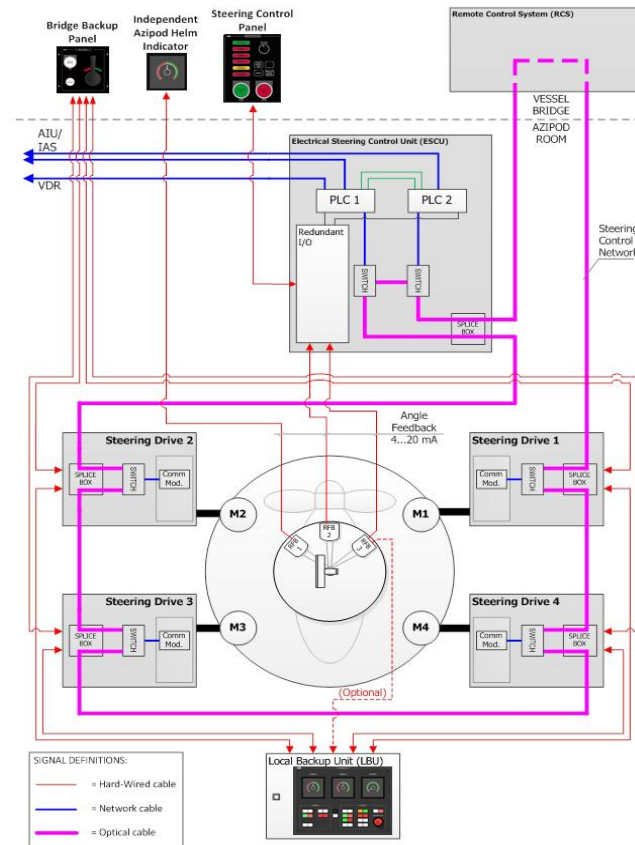 Bridge Backup
Panel
Independent
Azipod Helm
Indicator
Steering Control
Panel
Remote Control System (RCS)
VESSEL
BRIDGE
AZIPOD
ROOM
AIU/
IAS
VDR
Electrical Steering Control Unit (ESCU)
PLC 1
PLC 2
Redundant
I/O
SWITCH
SWITCH
SPLICE
BOX
Steering
Control
Network
Angle
Feedback
4...20 mA
Steering Drive 2
SPLICE
BOX
SWITCH
Comm
Mod.
M2
Steering Drive 1
Comm
Mod.
SWITCH
SPLICE
BOX
M1
RFB
1
RFB
2
RFB
3
Steering Drive 3
SPLICE
BOX
SWITCH
Comm
Mod.
M3
Steering Drive 4
Comm
Mod.
SWITCH
SPLICE
BOX
M4
(Optional)
Local Backup Unit (LBU)
SIGNAL DEFINITIONS:
= Hard-Wired cable
= Network cable
= Optical cable